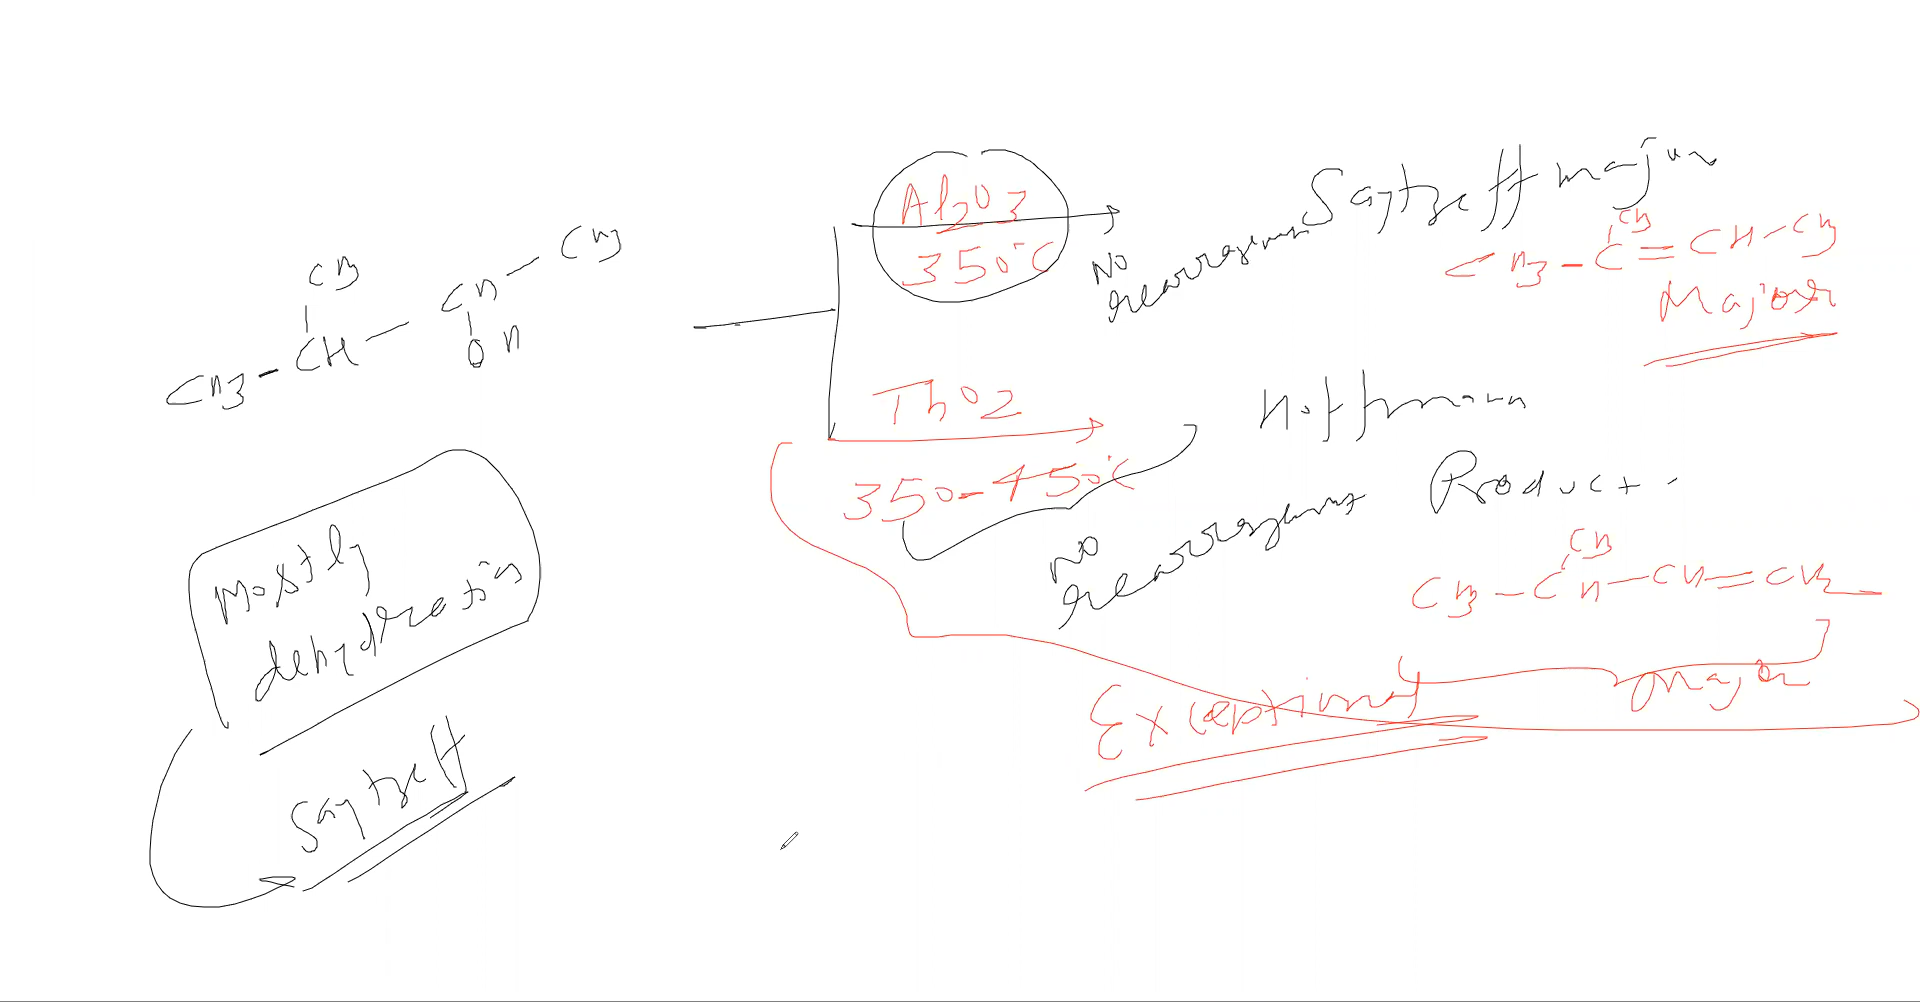 CH3
CH3 - CH - CH - CH3
OH
Al2O3
350°C
No
rearrangement
Saytzeff major
CH3
CH3 - C = CH - CH3
Major
ThO2
350-450°C
No
rearrangement
Hoffmann
Product.
CH3
CH3 - CH - CH = CH2
major
Exceptional
Mostly
dehydration
Saytzeff